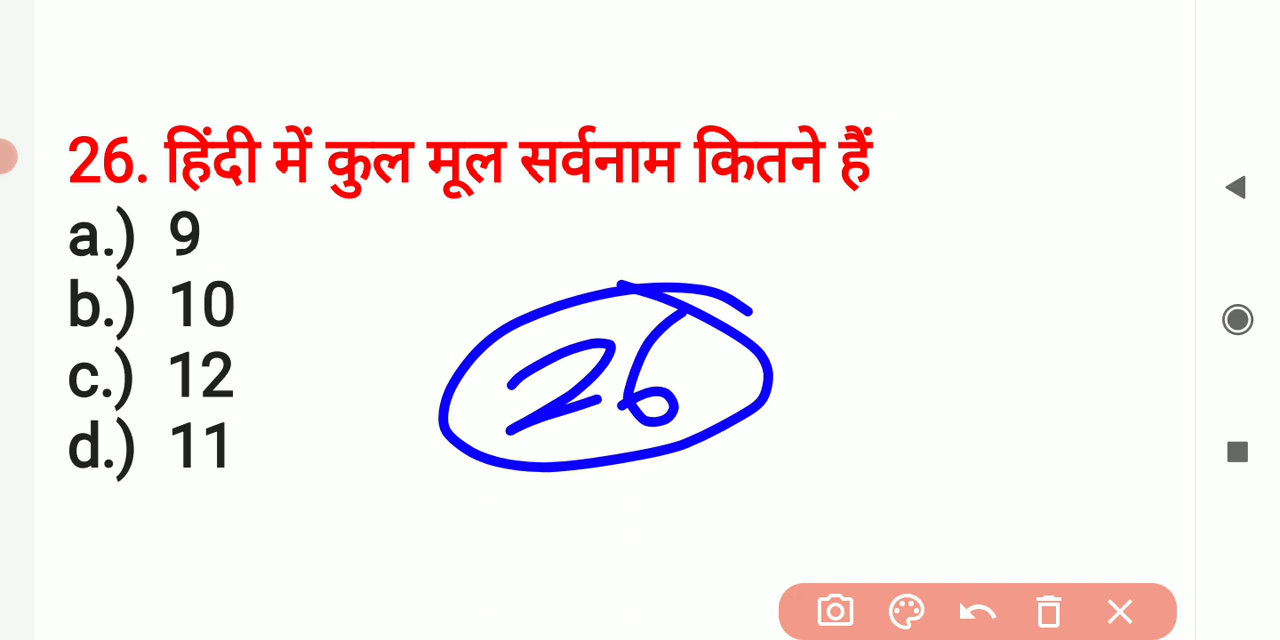 26. हिंदी में कुल मूल सर्वनाम कितने हैं
a.) 9
b.) 10
c.) 12
d.) 11
26